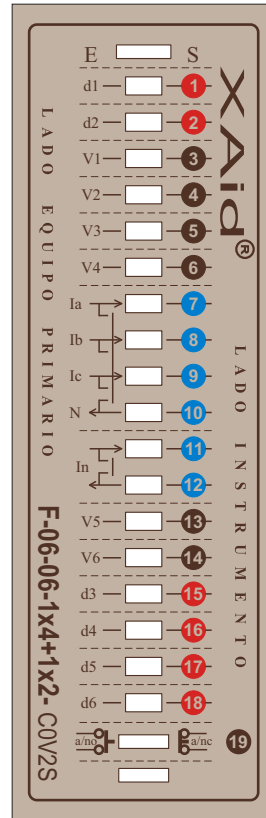 E S
d1 1
d2 2
V1 3
V2 4
V3 5
V4 6
Ia 7
Ib 8
Ic 9
N 10
In 11
12
V5 13
V6 14
d3 15
d4 16
d5 17
d6 18
a/no a/nc 19
LADO EQUIPO PRIMARIO
F-06-06-1x4+1x2- C0V2S
XAid®
LADO INSTRUMENTO